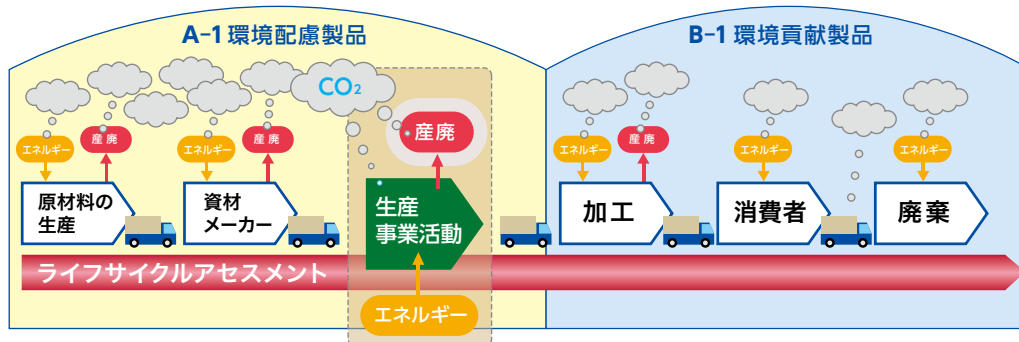 A-1 環境配慮製品
B-1 環境貢献製品
CO₂
エネルギー
産廃
エネルギー
産廃
産廃
エネルギー
産廃
エネルギー
エネルギー
原材料の
生産
資材
メーカー
生産
事業活動
加工
消費者
廃棄
ライフサイクルアセスメント
エネルギー